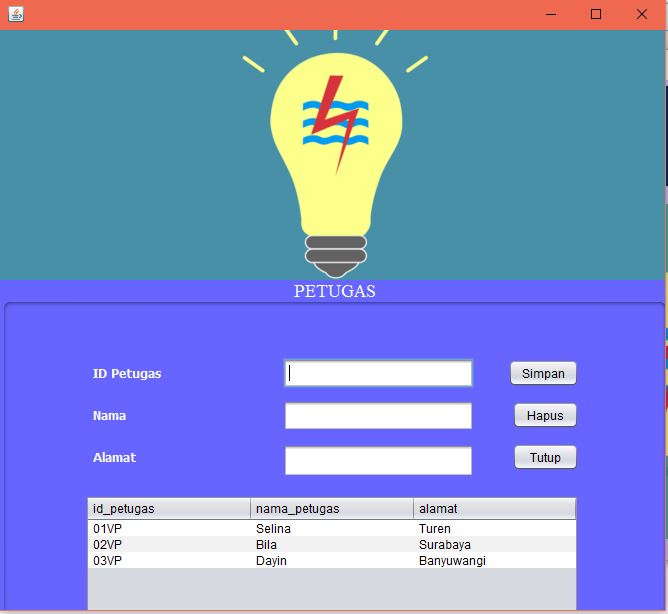 PETUGAS
ID Petugas Simpan
Nama Hapus
Alamat Tutup
id_petugas nama_petugas alamat
01VP Selina Turen
02VP Bila Surabaya
03VP Dayin Banyuwangi